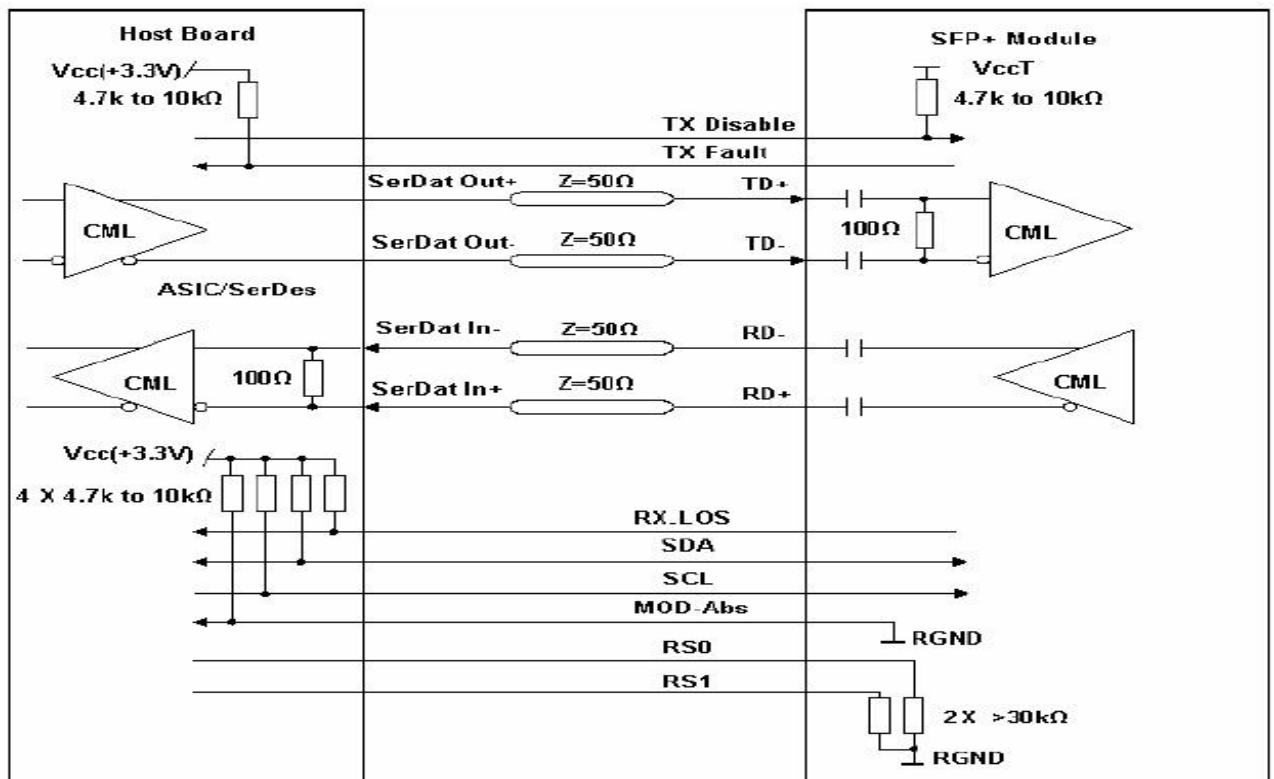 Host Board
SFP+ Module
Vcc(+3.3V)
4.7k to 10kΩ
VccT
4.7k to 10kΩ
TX Disable
TX Fault
SerDat Out+
Z=50Ω
TD+
CML
100Ω
CML
SerDat Out-
Z=50Ω
TD-
ASIC/SerDes
SerDat In-
Z=50Ω
RD-
CML
100Ω
CML
SerDat In+
Z=50Ω
RD+
Vcc(+3.3V)
4 X 4.7k to 10kΩ
RX_LOS
SDA
SCL
MOD-Abs
RGND
RS0
RS1
2X >30kΩ
RGND